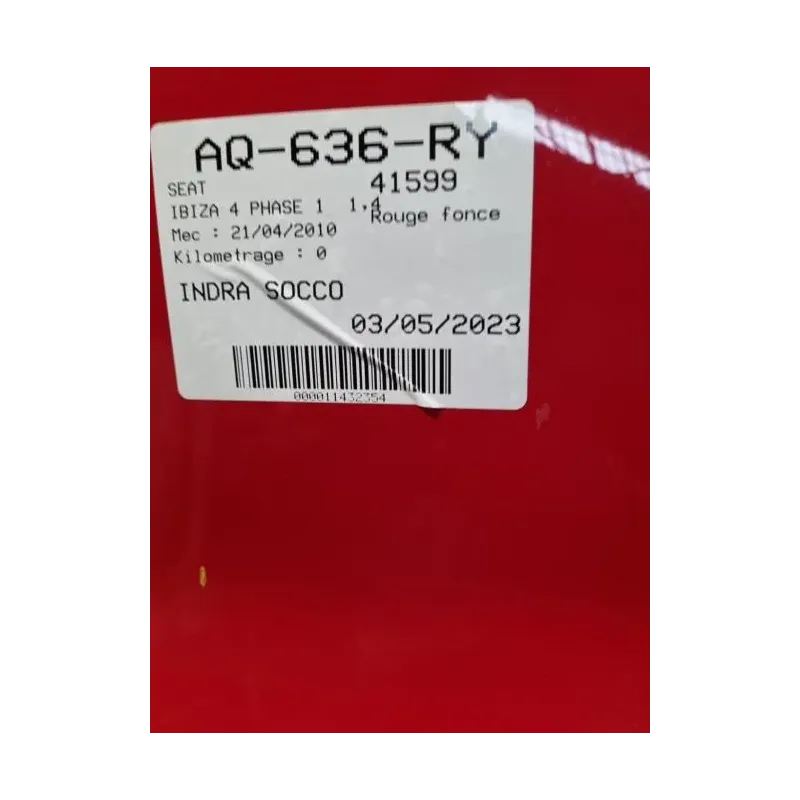 AQ-636-RY
SEAT 41599
IBIZA 4 PHASE 1 1.4 Rouge fonce
Mec : 21/04/2010
Kilometrage : 0
INDRA SOCCO
03/05/2023
000011432354